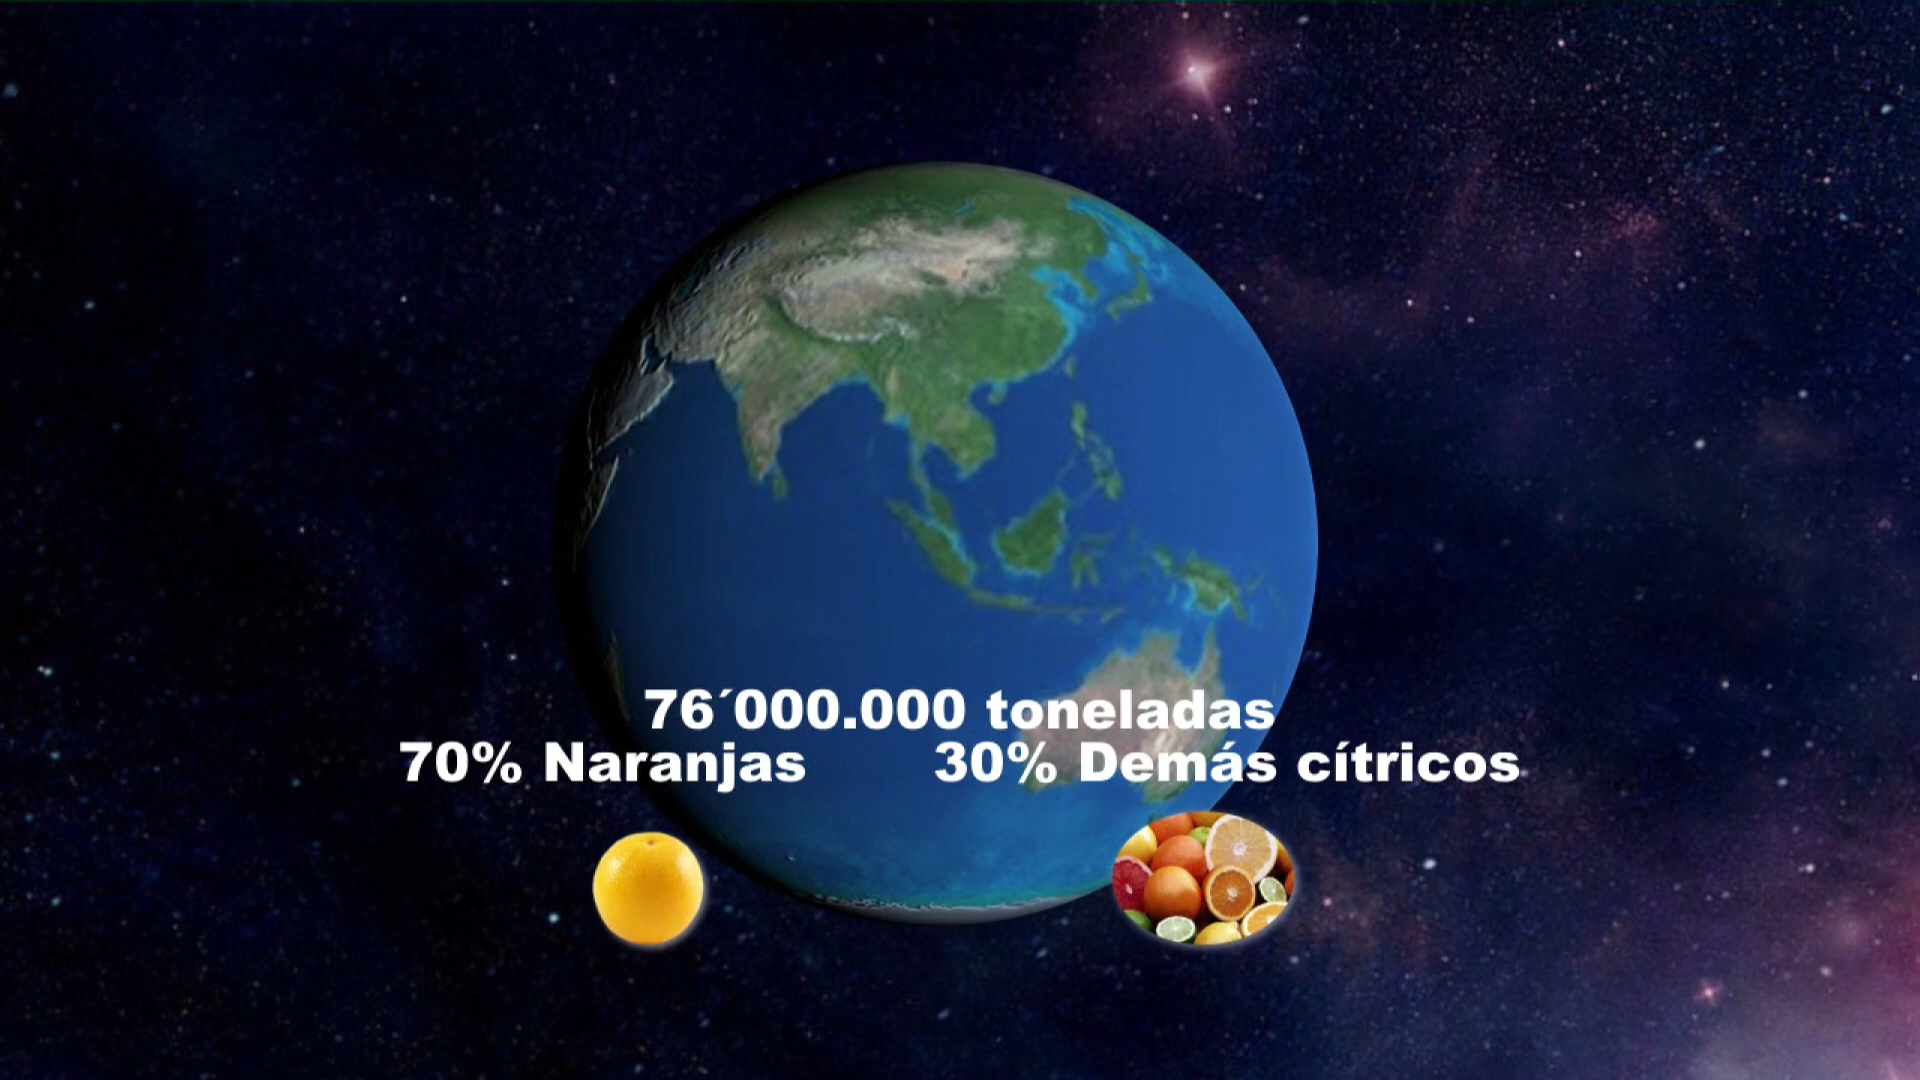 76´000.000 toneladas
70% Naranjas 30% Demás cítricos